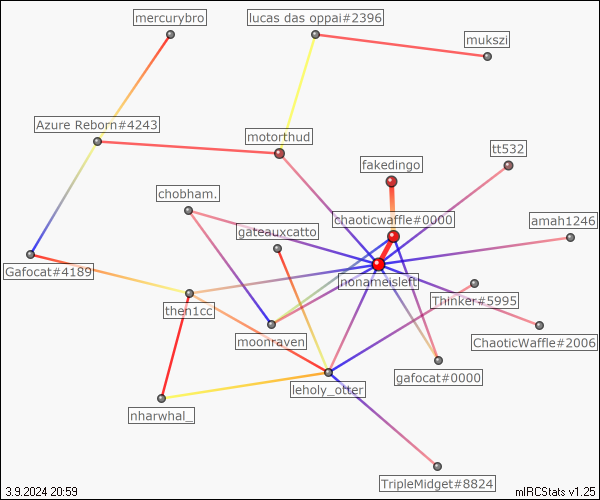 mercurybro
lucas das oppai#2396
mukszi
Azure Reborn#4243
motorthud
tt532
fakedingo
chobham.
chaoticwaffle#0000
amah1246
gateauxcatto
Gafocat#4189
nonameisleft
Thinker#5995
then1cc
moonraven
ChaoticWaffle#2006
gafocat#0000
leholy_otter
nharwhal_
TripleMidget#8824
3.9.2024 20:59
mIRCStats v1.25